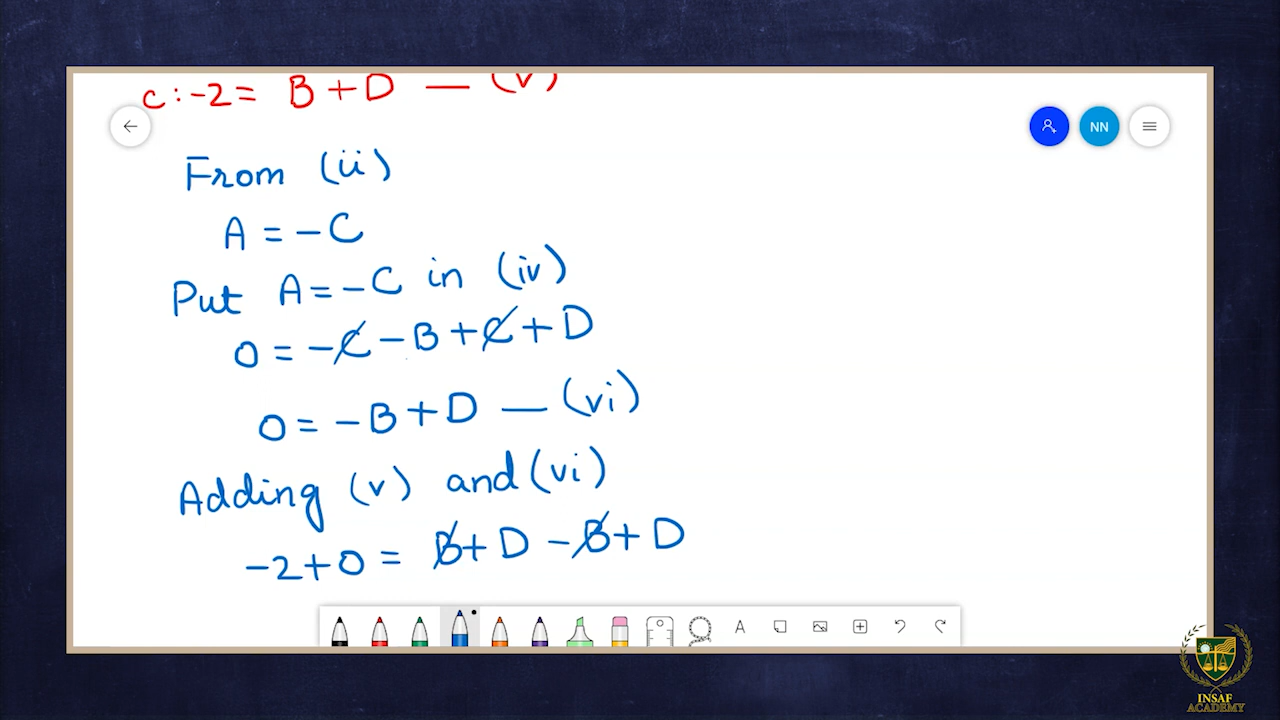 c : -2 = B + D — (v)
NN
From (ii)
A = -C
Put A = -C in (iv)
0 = -C - B + C + D
0 = -B + D — (vi)
Adding (v) and (vi)
-2 + 0 = B + D - B + D
A
INSAF
ACADEMY